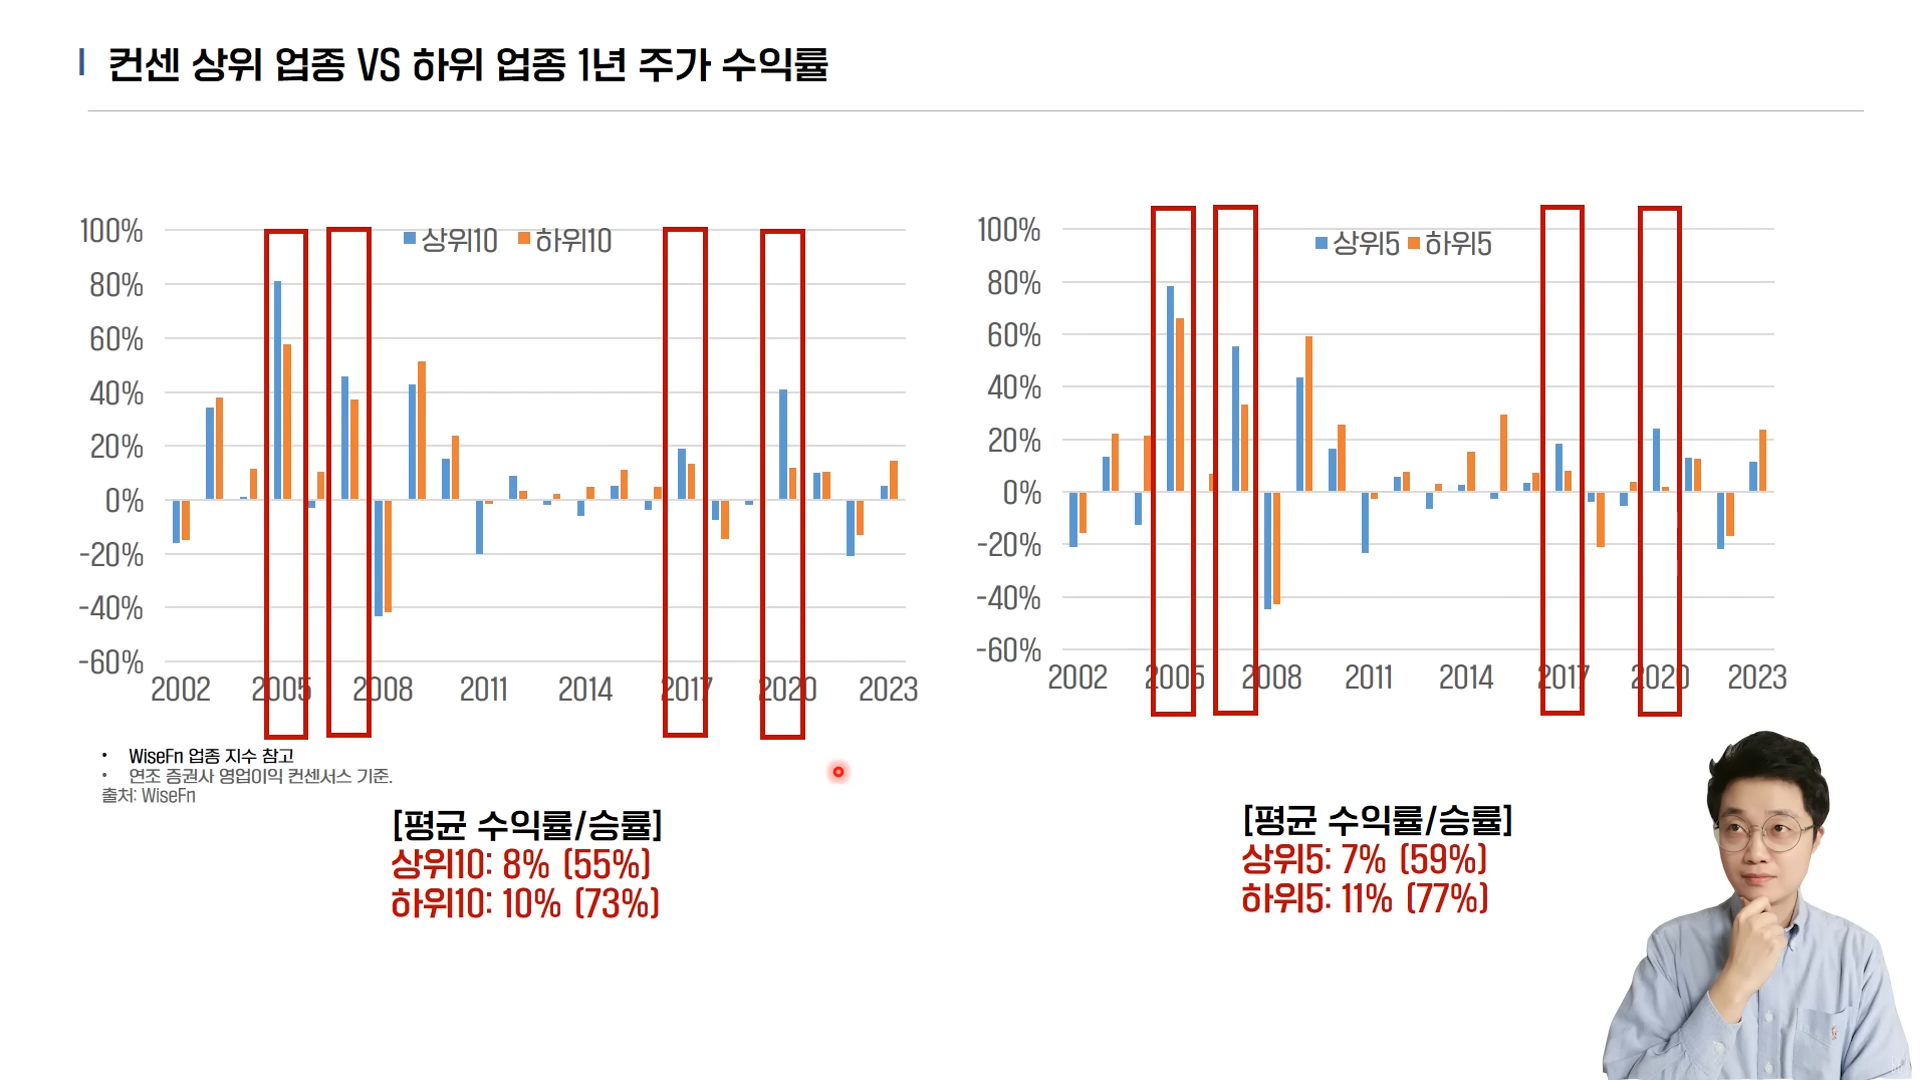 컨센 상위 업종 VS 하위 업종 1년 주가 수익률
상위10 하위10
100%
80%
60%
40%
20%
0%
-20%
-40%
-60%
2002 2005 2008 2011 2014 2017 2020 2023
상위5 하위5
100%
80%
60%
40%
20%
0%
-20%
-40%
-60%
2002 2005 2008 2011 2014 2017 2020 2023
• WiseFn 업종 지수 참고
• 연조 증권사 영업이익 컨센서스 기준.
출처: WiseFn
[평균 수익률/승률]
상위10: 8% (55%)
하위10: 10% (73%)
[평균 수익률/승률]
상위5: 7% (59%)
하위5: 11% (77%)